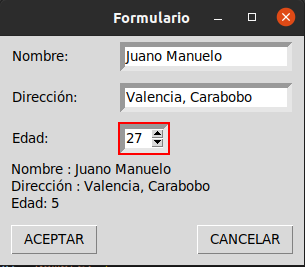 Formulario
Nombre: Juano Manuelo
Dirección: Valencia, Carabobo
Edad: 27
Nombre : Juano Manuelo
Dirección : Valencia, Carabobo
Edad: 5
ACEPTAR CANCELAR